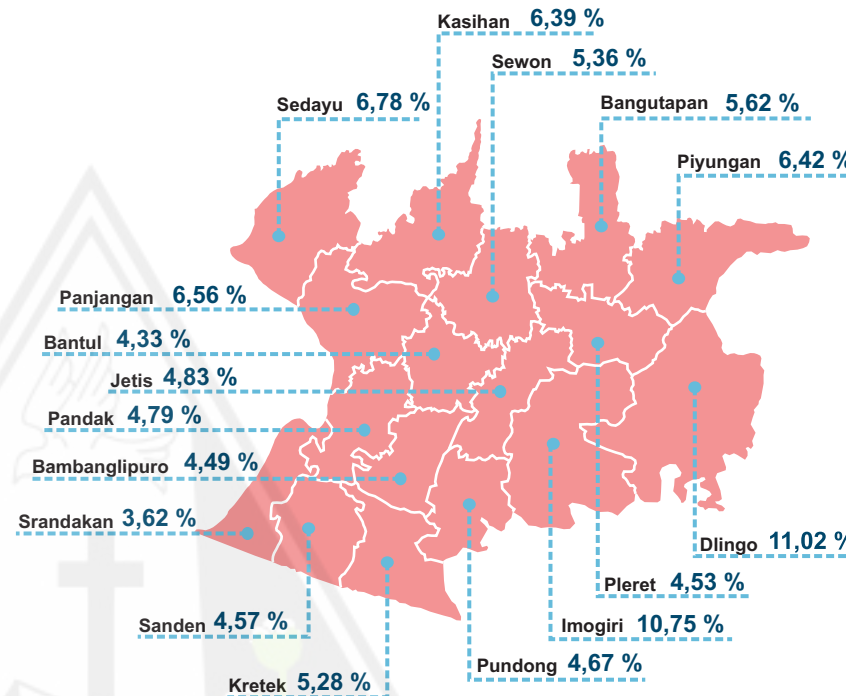 Kasihan 6,39 %
Sewon 5,36 %
Sedayu 6,78 %
Bangutapan 5,62 %
Piyungan 6,42 %
Panjangan 6,56 %
Bantul 4,33 %
Jetis 4,83 %
Pandak 4,79 %
Bambanglipuro 4,49 %
Srandakan 3,62 %
Dlingo 11,02 %
Pleret 4,53 %
Sanden 4,57 %
Imogiri 10,75 %
Pundong 4,67 %
Kretek 5,28 %